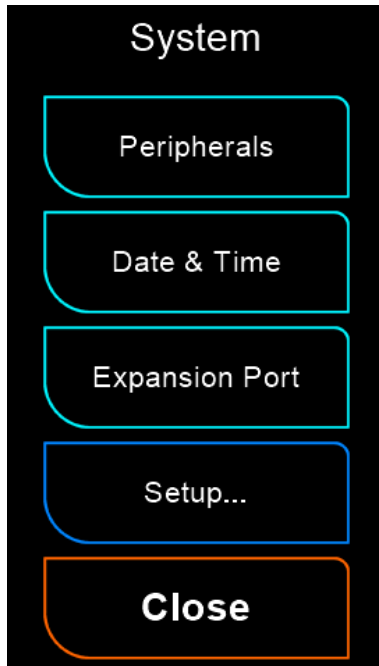 System
Peripherals
Date & Time
Expansion Port
Setup...
Close